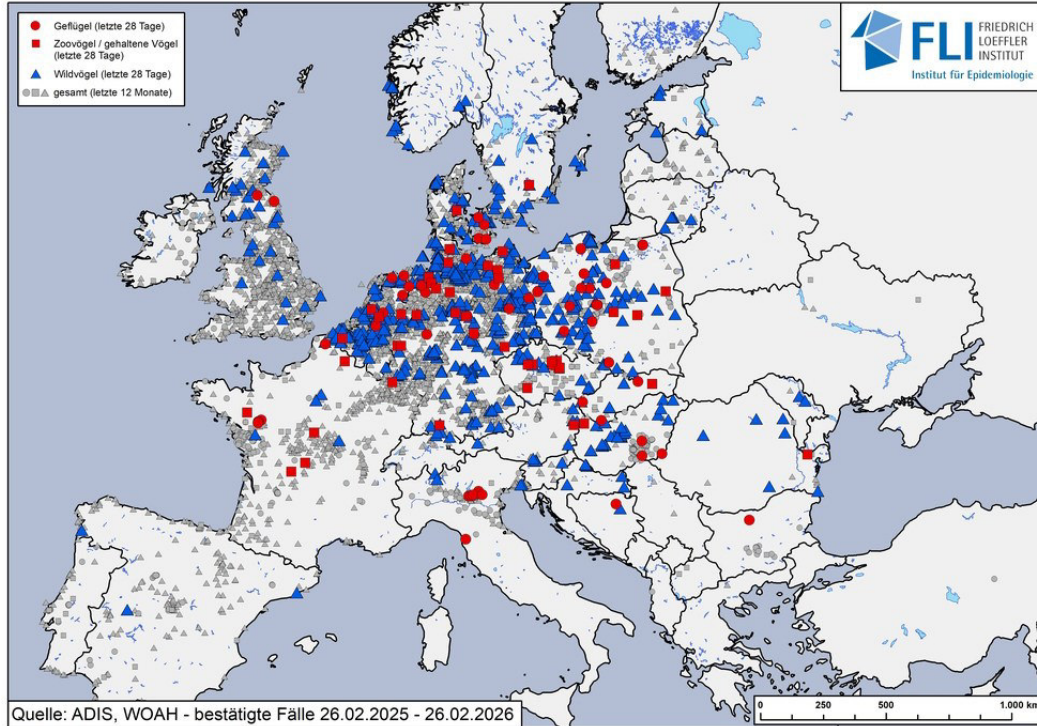 Geflügel (letzte 28 Tage)
Zoovögel / gehaltene Vögel
(letzte 28 Tage)
Wildvögel (letzte 28 Tage)
gesamt (letzte 12 Monate)
FLI
FRIEDRICH
LOEFFLER
INSTITUT
Institut für Epidemiologie
Quelle: ADIS, WOAH - bestätigte Fälle 26.02.2025 - 26.02.2026
0 250 500 1.000 km